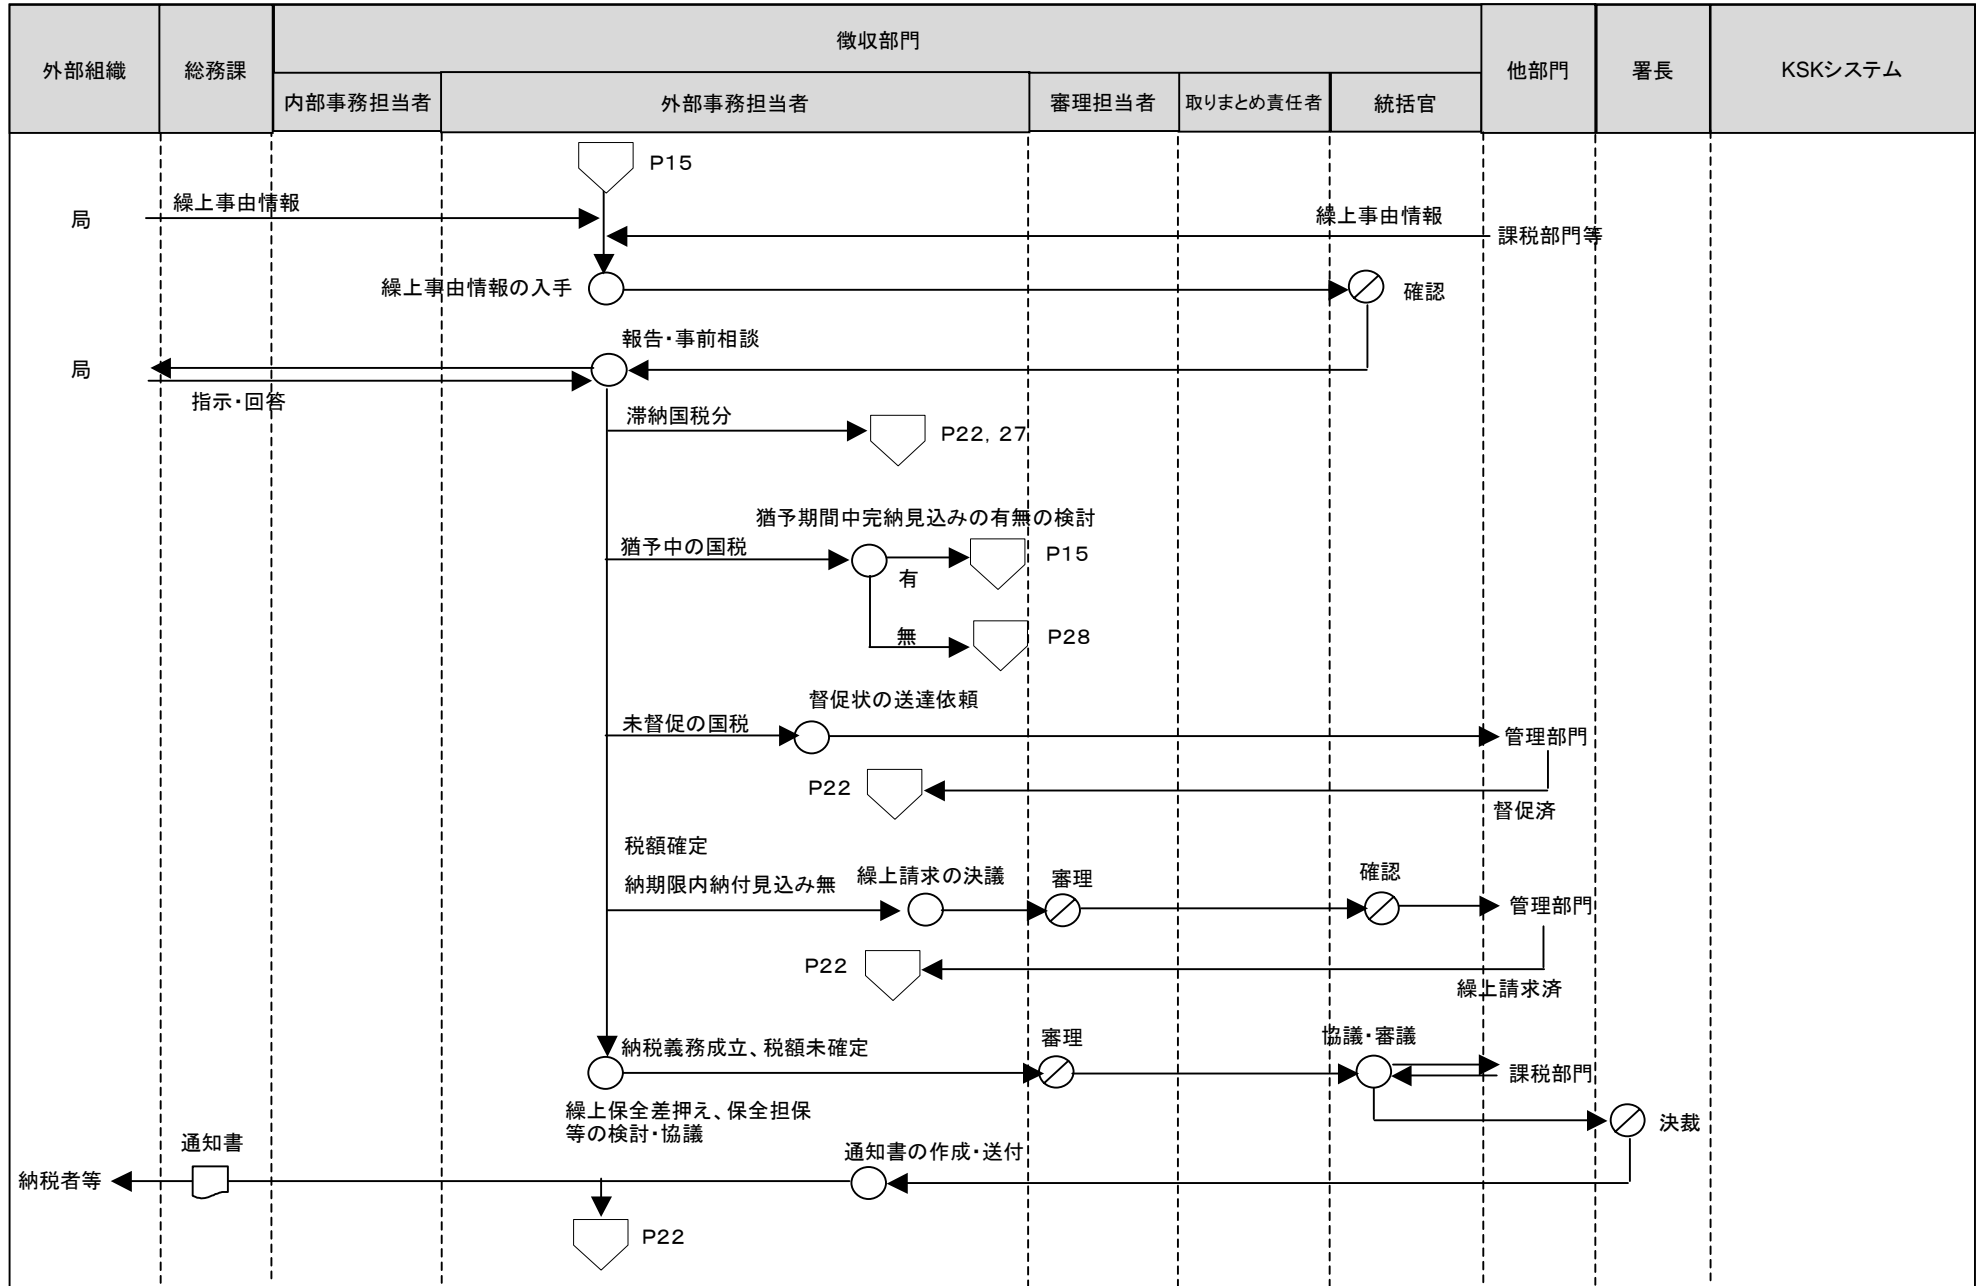 徴収部門
外部組織
総務課
他部門
署長
KSKシステム
内部事務担当者
外部事務担当者
審理担当者
取りまとめ責任者
統括官
P15
繰上事由情報
繰上事由情報
局
課税部門等
繰上事由情報の入手
確認
報告・事前相談
局
指示・回答
滞納国税分
P22, 27
猶予期間中完納見込みの有無の検討
猶予中の国税
P15
有
無
P28
督促状の送達依頼
未督促の国税
管理部門
P22
督促済
税額確定
納期限内納付見込み無
繰上請求の決議
審理
確認
管理部門
P22
繰上請求済
納税義務成立、税額未確定
審理
協議・審議
課税部門
繰上保全差押え、保全担保
等の検討・協議
決裁
通知書
通知書の作成・送付
納税者等
P22